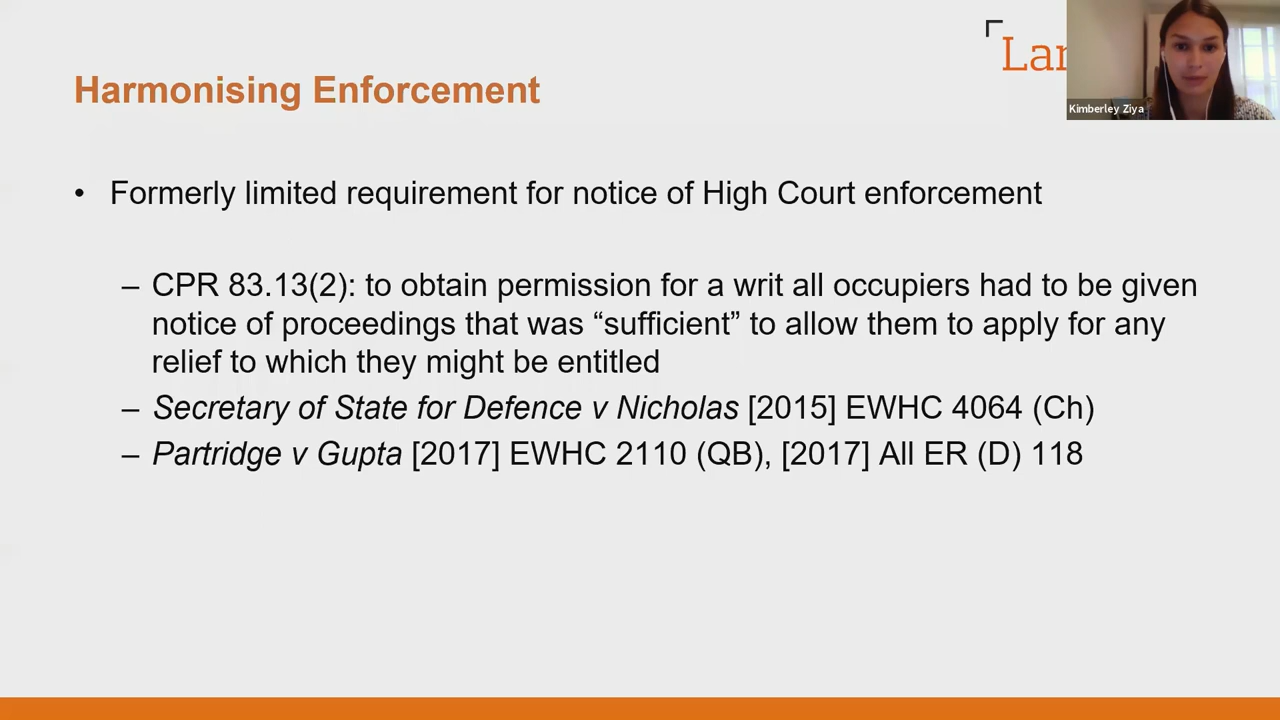 Harmonising Enforcement
Lan
Kimberley Ziya
• Formerly limited requirement for notice of High Court enforcement
– CPR 83.13(2): to obtain permission for a writ all occupiers had to be given
notice of proceedings that was “sufficient” to allow them to apply for any
relief to which they might be entitled
– Secretary of State for Defence v Nicholas [2015] EWHC 4064 (Ch)
– Partridge v Gupta [2017] EWHC 2110 (QB), [2017] All ER (D) 118